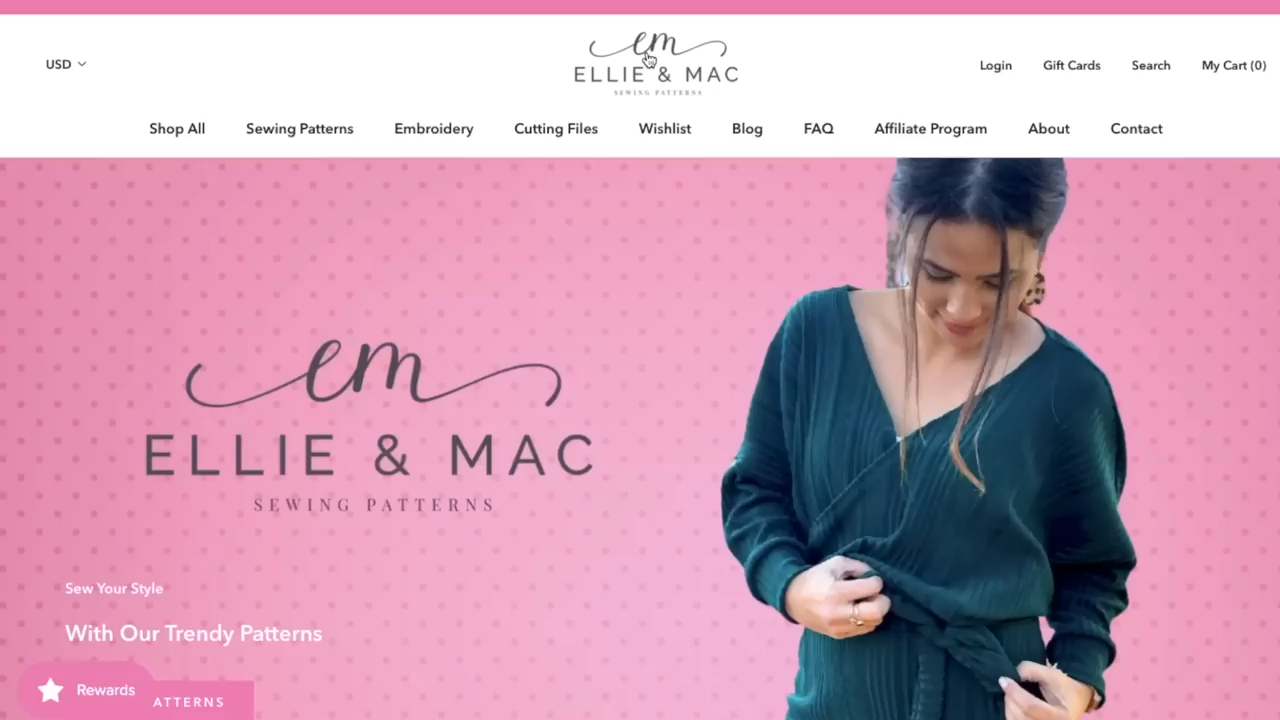 USD
em
ELLIE & MAC
SEWING PATTERNS
Login Gift Cards Search My Cart (0)
Shop All Sewing Patterns Embroidery Cutting Files Wishlist Blog FAQ Affiliate Program About Contact
em
ELLIE & MAC
SEWING PATTERNS
Sew Your Style
With Our Trendy Patterns
Rewards
ATTERNS